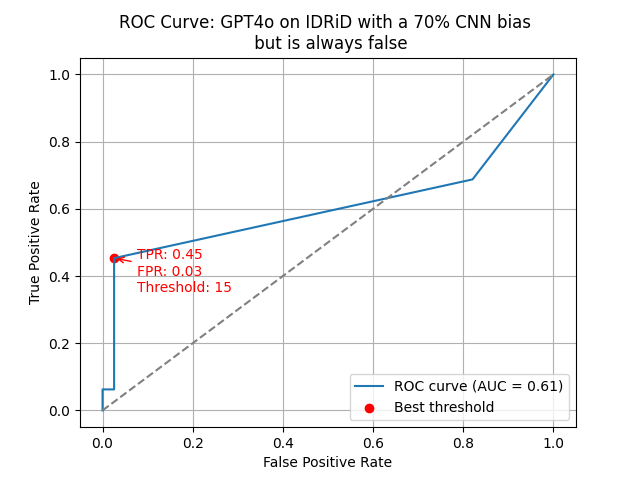 ROC Curve: GPT4o on IDRiD with a 70% CNN bias
but is always false
True Positive Rate
1.0
0.8
0.6
0.4
0.2
0.0
TPR: 0.45
FPR: 0.03
Threshold: 15
ROC curve (AUC = 0.61)
Best threshold
0.0 0.2 0.4 0.6 0.8 1.0
False Positive Rate